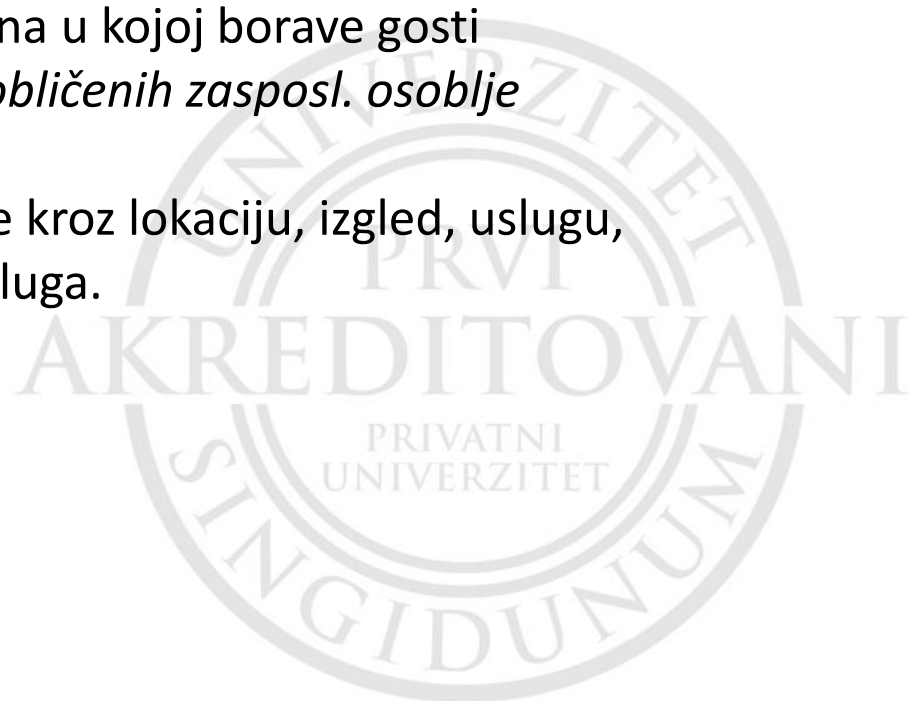 na u kojoj borave gosti
obličenih zasposl. osoblje
e kroz lokaciju, izgled, uslugu,
luga.
UNIVERZITET
PRVI
AKREDITOVANI
PRIVATNI
UNIVERZITET
SINGIDUNUM